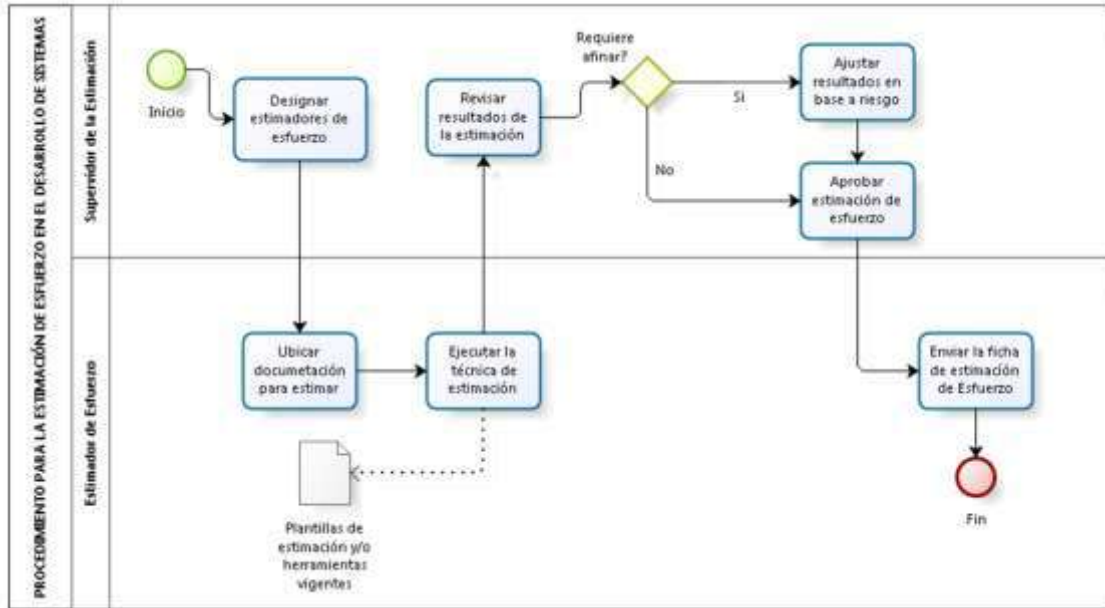 PROCEDIMIENTO PARA LA ESTIMACIÓN DE ESFUERZO EN EL DESARROLLO DE SISTEMAS
Supervidor de la Estimación
Inicio
Designar
estimadores de
esfuerzo
Revisar
resultados de
la estimación
Requiere
afinar?
Si
No
Ajustar
resultados en
base a riesgo
Aprobar
estimación de
esfuerzo
Estimador de Esfuerzo
Ubicar
documetación
para estimar
Ejecutar la
técnica de
estimación
Plantillas de
estimación y/o
herramientas
vigentes
Enviar la ficha
de estimación
de Esfuerzo
Fin